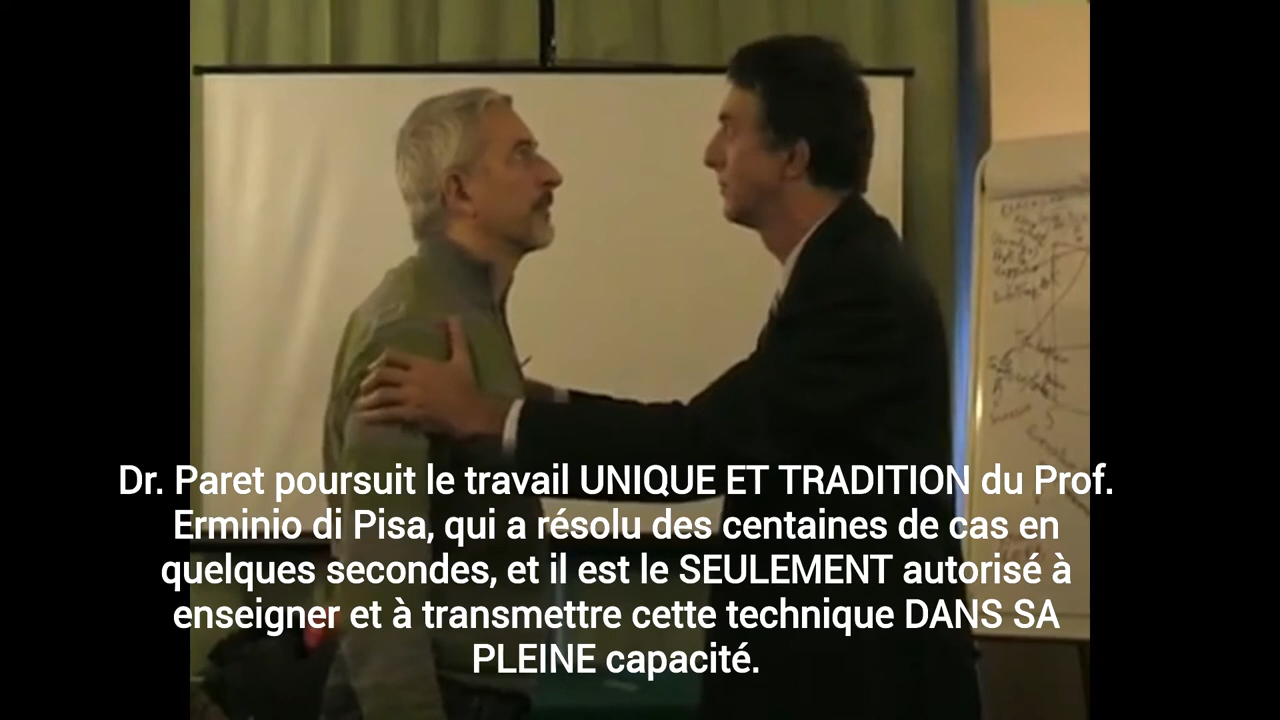 Dr. Paret poursuit le travail UNIQUE ET TRADITION du Prof.
Erminio di Pisa, qui a résolu des centaines de cas en
quelques secondes, et il est le SEULEMENT autorisé à
enseigner et à transmettre cette technique DANS SA
PLEINE capacité.